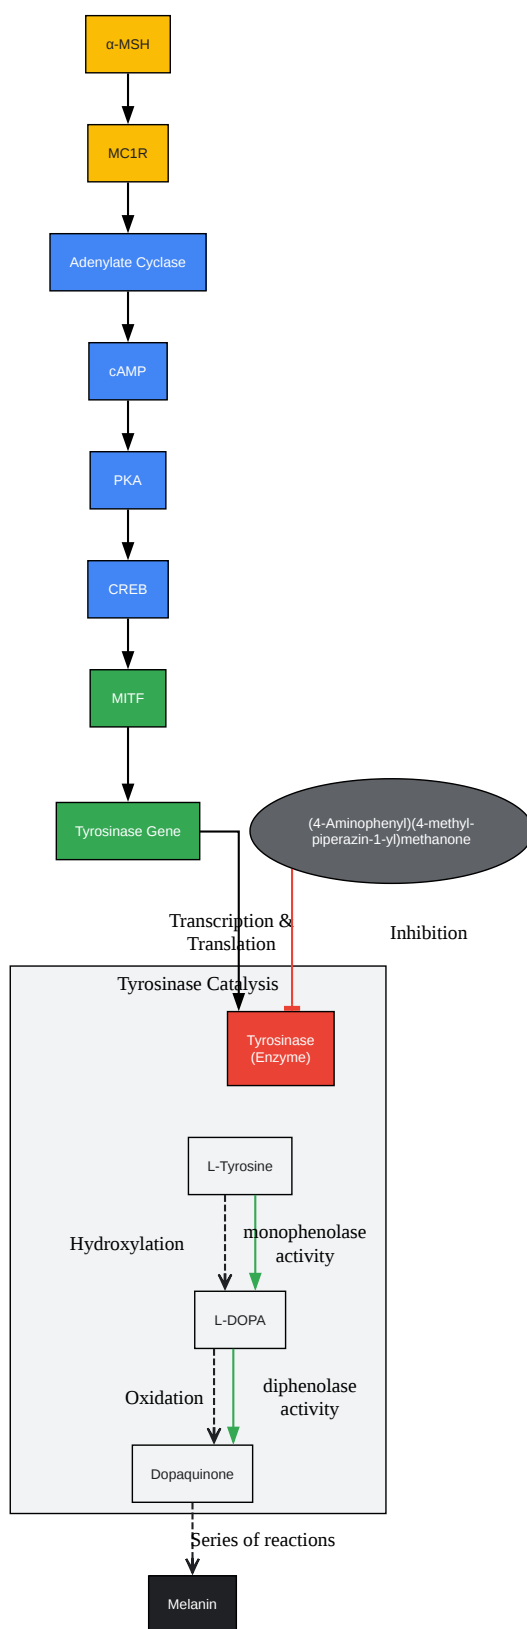 α-MSH
MC1R
Adenylate Cyclase
cAMP
PKA
CREB
MITF
Tyrosinase Gene
(4-Aminophenyl)(4-methyl-
piperazin-1-yl)methanone
Transcription &
Translation
Inhibition
Tyrosinase Catalysis
Tyrosinase
(Enzyme)
L-Tyrosine
Hydroxylation
monophenolase
activity
L-DOPA
Oxidation
diphenolase
activity
Dopaquinone
Series of reactions
Melanin